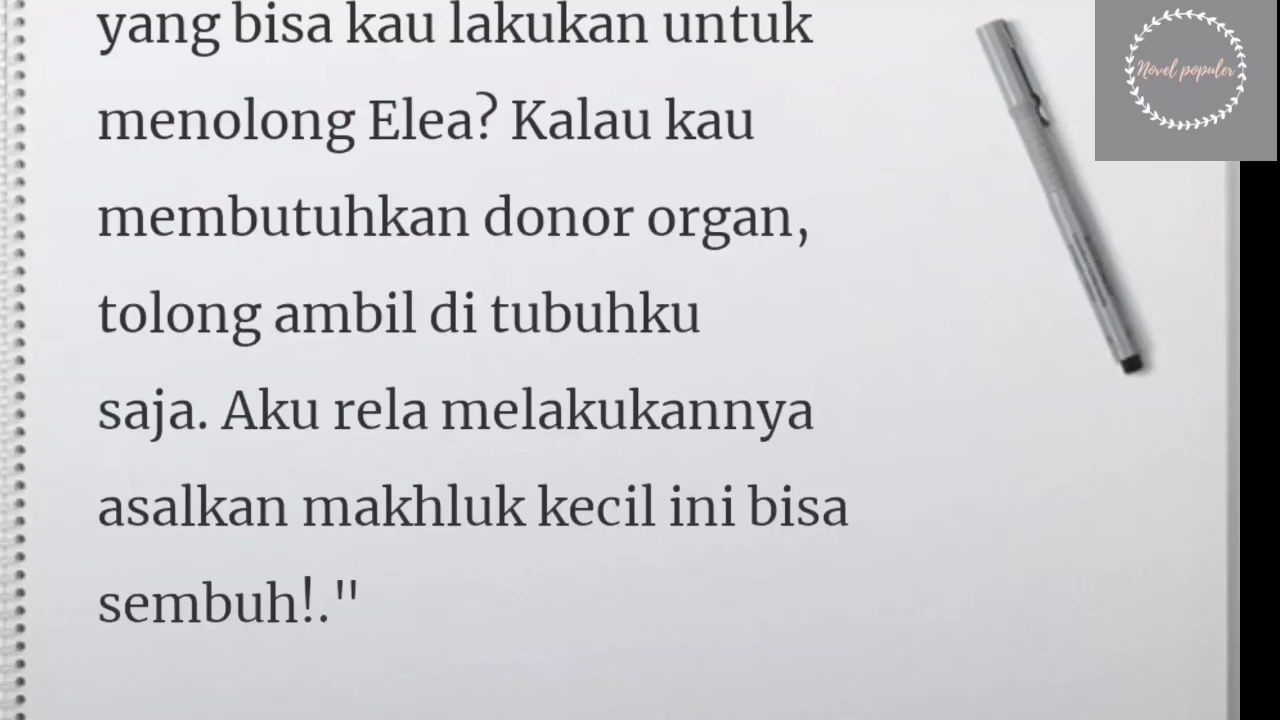 yang bisa kau lakukan untuk
menolong Elea? Kalau kau
membutuhkan donor organ,
tolong ambil di tubuhku
saja. Aku rela melakukannya
asalkan makhluk kecil ini bisa
sembuh!."
Novel populer